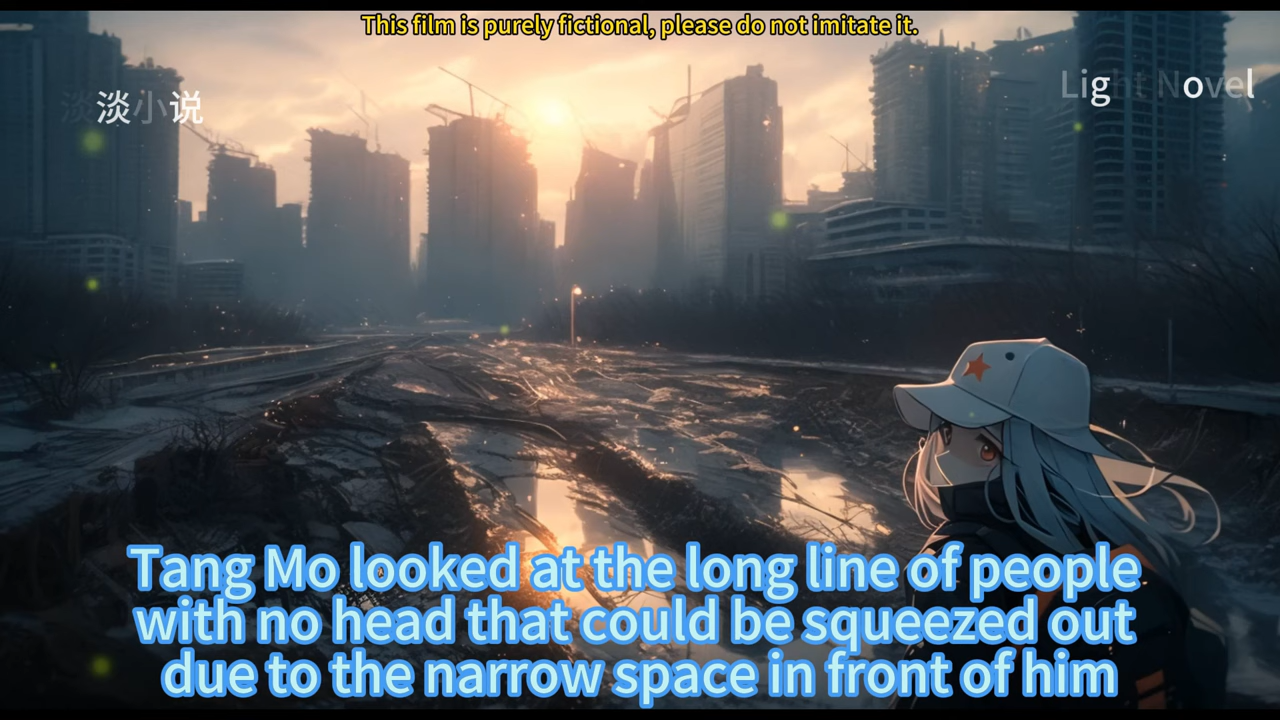 This film is purely fictional, please do not imitate it.
淡淡小说
Light Novel
Tang Mo looked at the long line of people
with no head that could be squeezed out
due to the narrow space in front of him